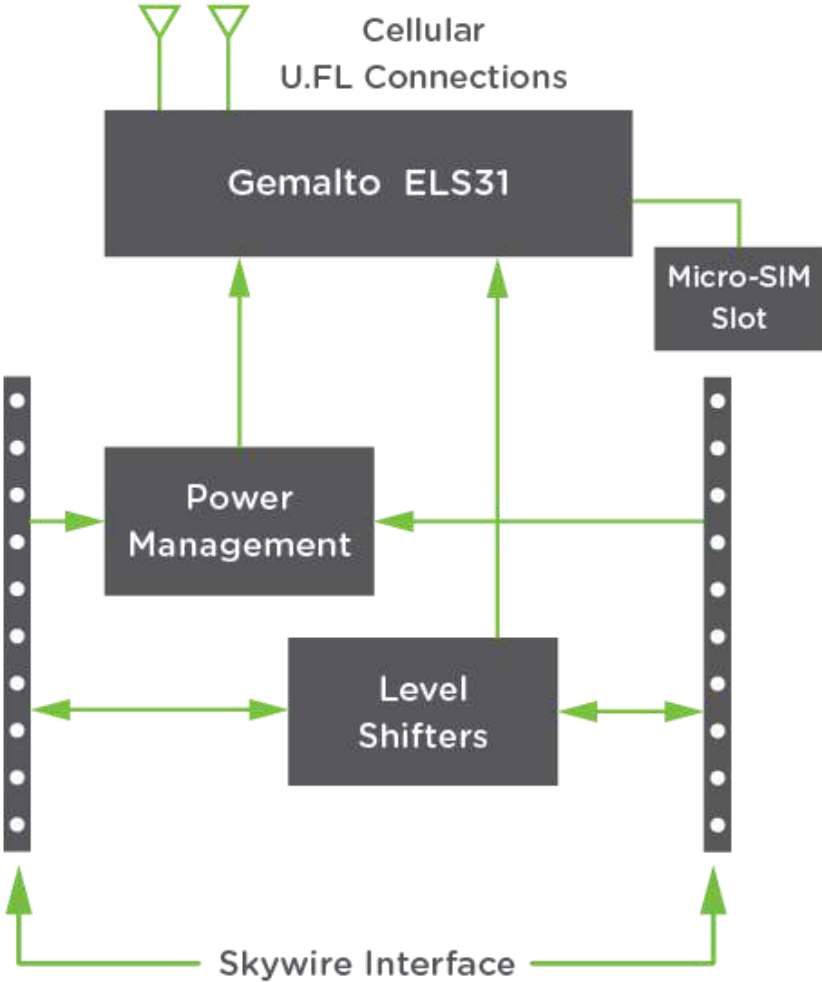 Cellular
U.FL Connections
Gemalto ELS31
Micro-SIM
Slot
Power
Management
Level
Shifters
Skywire Interface